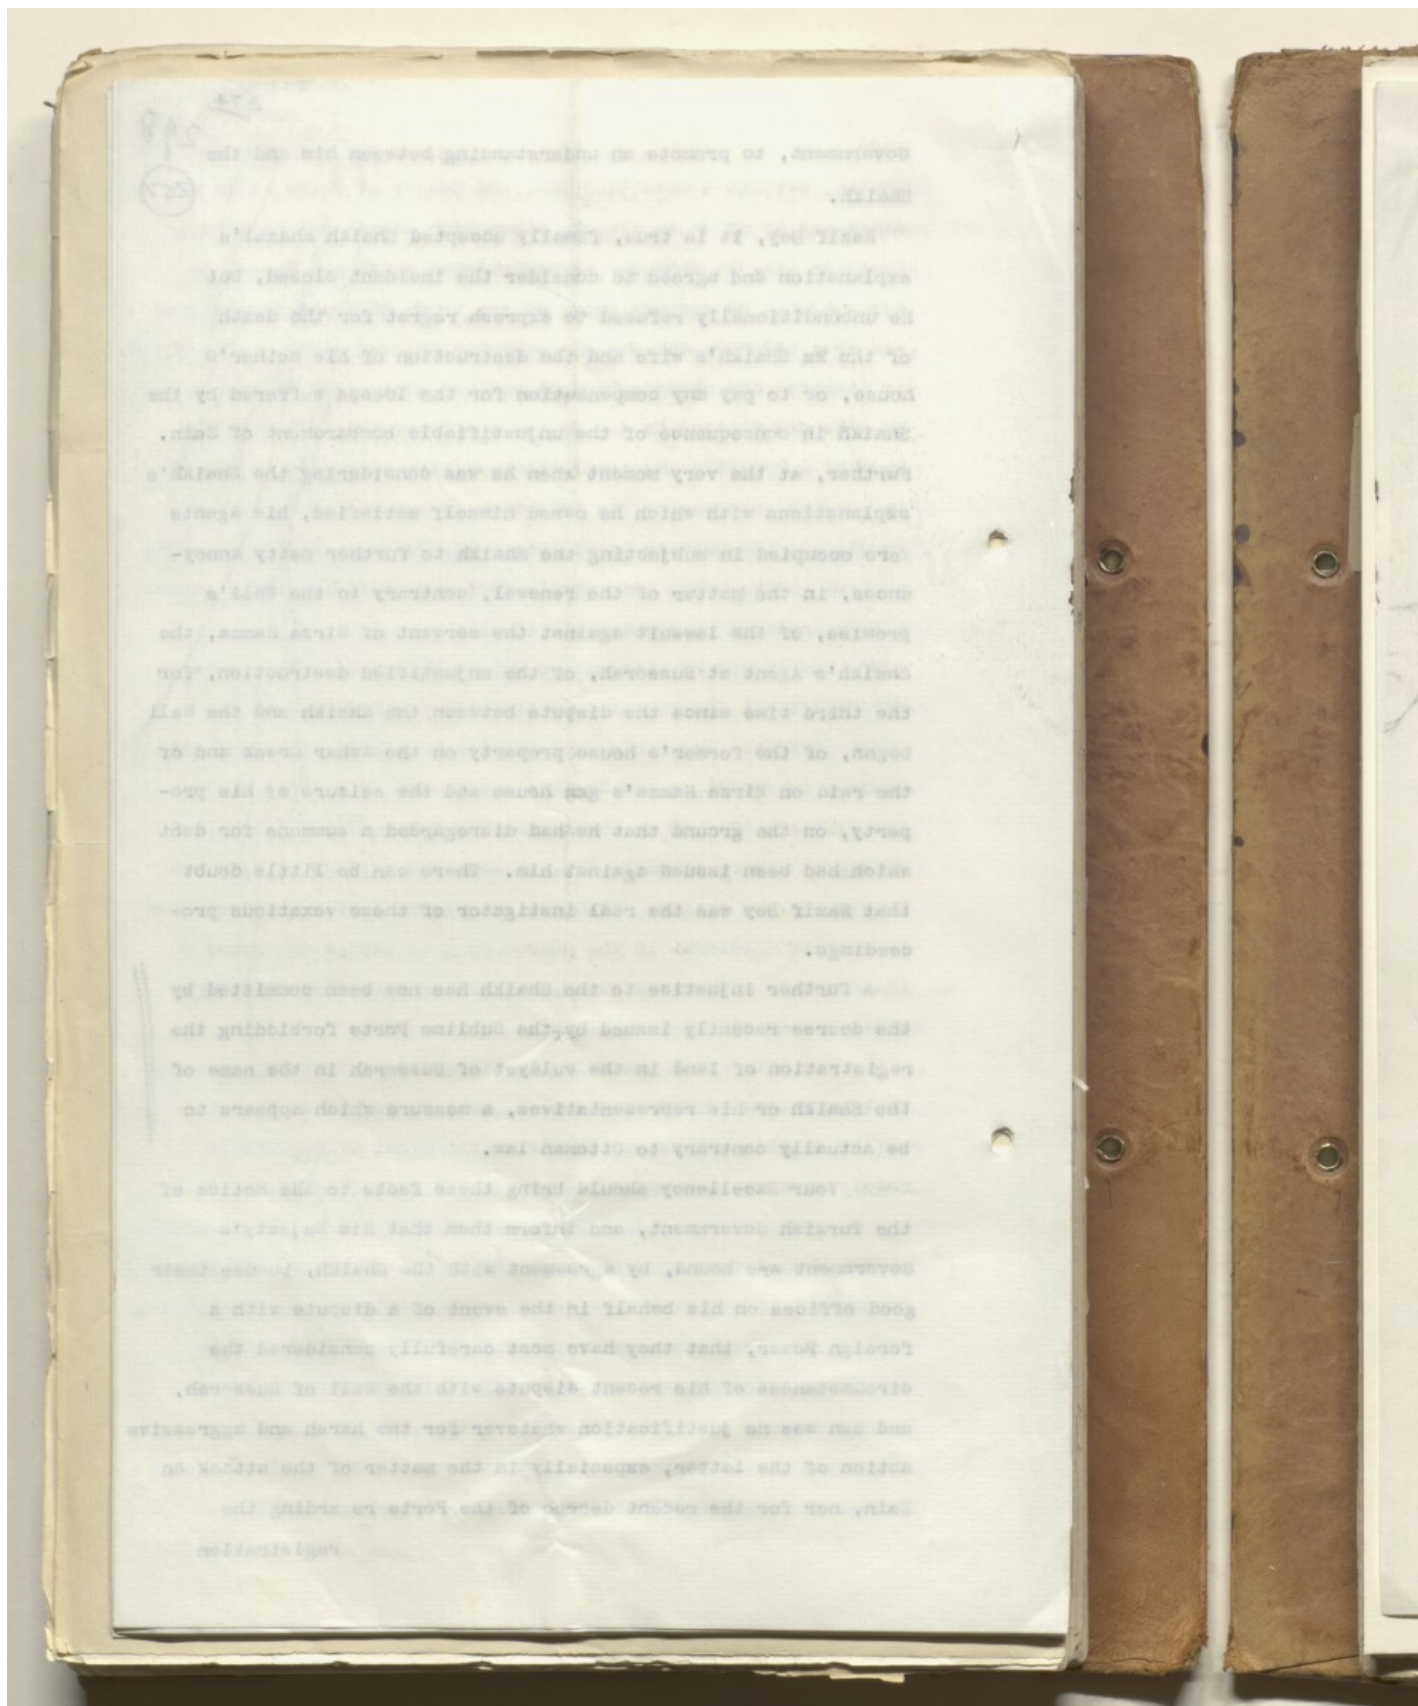 Government, to promote an understanding between him and the
Shaikh.
Nazif Bey, it is true, finally accepted Shaikh Khazal's
explanation and agreed to consider the incident closed, but
he unconditionally refused to express regret for the death
of the Ex Shaikh's wife and the destruction of his mother's
house, or to pay any compensation for the losses suffered by the
Shaikh in consequence of the unjustifiable bombardment of Zain.
Further, at the very moment when he was considering the Shaikh's
explanations with which he owned himself satisfied, his agents
were occupied in subjecting the Shaikh to further petty annoy-
ances, in the matter of the renewal, contrary to the Wali's
promise, of the lawsuit against the servant of Mirza Hamza, the
Shaikh's Agent at Bussorah, of the unjustified destruction, for
the third time since the dispute between the Shaikh and the Wali
began, of the former's house property on the Ashar Creek and of
the raid on Mirza Hamza's house and the seizure of his pro-
perty, on the ground that he had disregarded a summons for debt
which had been issued against him. There can be little doubt
that Nazif Bey was the real instigator of these vexatious pro-
ceedings.
A further injustice to the Shaikh has now been committed by
the decree recently issued by the Sublime Porte forbidding the
registration of land in the vilayet of Bussorah in the name of
the Shaikh or his representatives, a measure which appears to
be actually contrary to Ottoman law.
Your Excellency should bring these facts to the notice of
the Turkish Government, and inform them that His Majesty's
Government are bound, by agreement with the Shaikh, to use their
good offices on his behalf in the event of a dispute with a
foreign Power, that they have most carefully considered the
circumstances of his recent dispute with the Wali of Bussorah,
and can see no justification whatever for the harsh and aggressive
action of the latter, especially in the matter of the attack on
Zain, nor for the recent decree of the Porte re arding the
registration